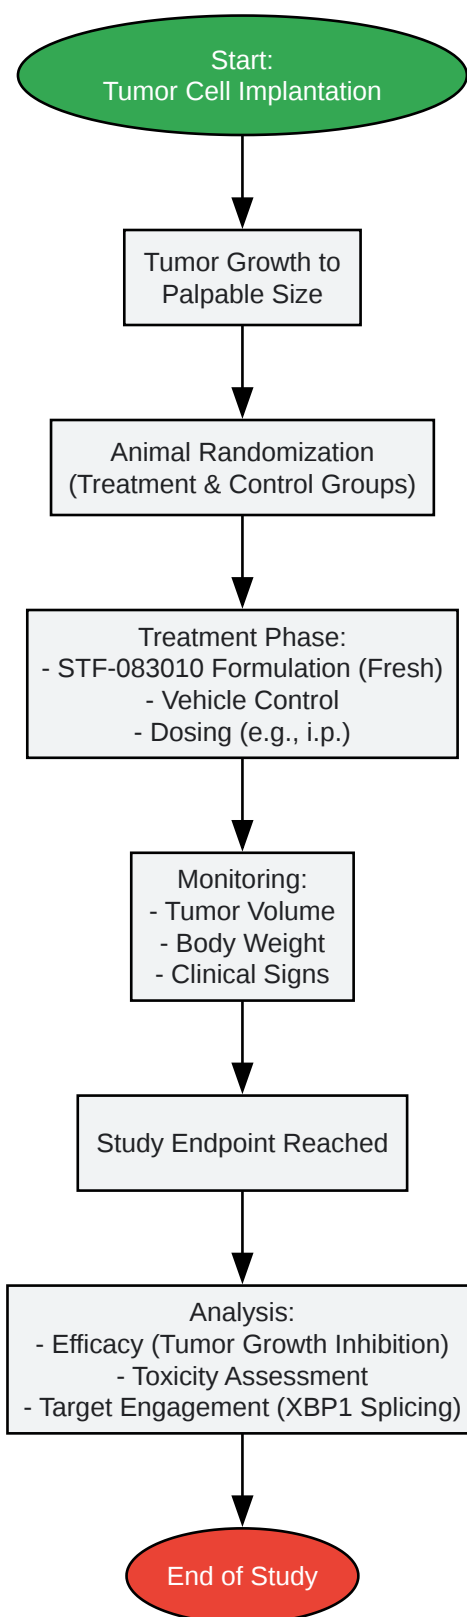 Start:
Tumor Cell Implantation
Tumor Growth to
Palpable Size
Animal Randomization
(Treatment & Control Groups)
Treatment Phase:
- STF-083010 Formulation (Fresh)
- Vehicle Control
- Dosing (e.g., i.p.)
Monitoring:
- Tumor Volume
- Body Weight
- Clinical Signs
Study Endpoint Reached
Analysis:
- Efficacy (Tumor Growth Inhibition)
- Toxicity Assessment
- Target Engagement (XBP1 Splicing)
End of Study